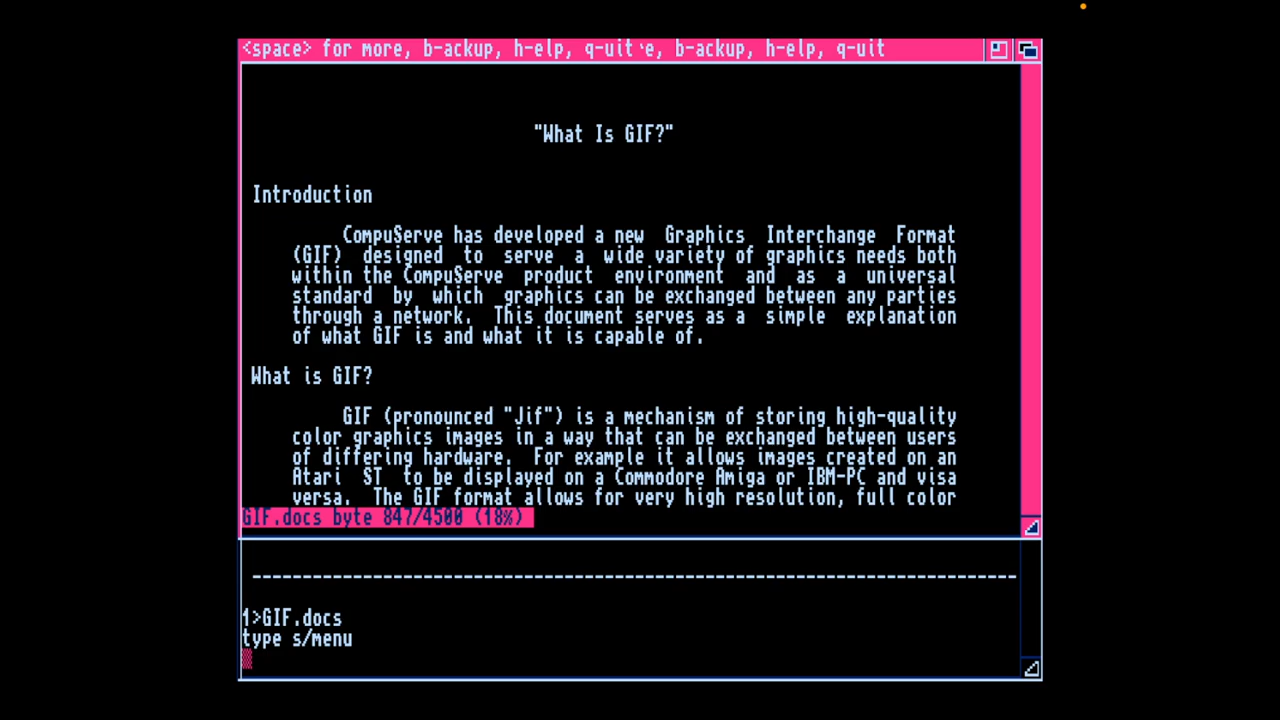 <space> for more, b-ackup, h-elp, q-uit e, b-ackup, h-elp, q-uit
"What Is GIF?"
Introduction
CompuServe has developed a new Graphics Interchange Format
(GIF) designed to serve a wide variety of graphics needs both
within the CompuServe product environment and as a universal
standard by which graphics can be exchanged between any parties
through a network. This document serves as a simple explanation
of what GIF is and what it is capable of.
What is GIF?
GIF (pronounced "Jif") is a mechanism of storing high-quality
color graphics images in a way that can be exchanged between users
of differing hardware. For example it allows images created on an
Atari ST to be displayed on a Commodore Amiga or IBM-PC and visa
versa. The GIF format allows for very high resolution, full color
GIF.docs byte 847/4500 (18%)
----------------------------------------------------------------------------
1>GIF.docs
type s/menu